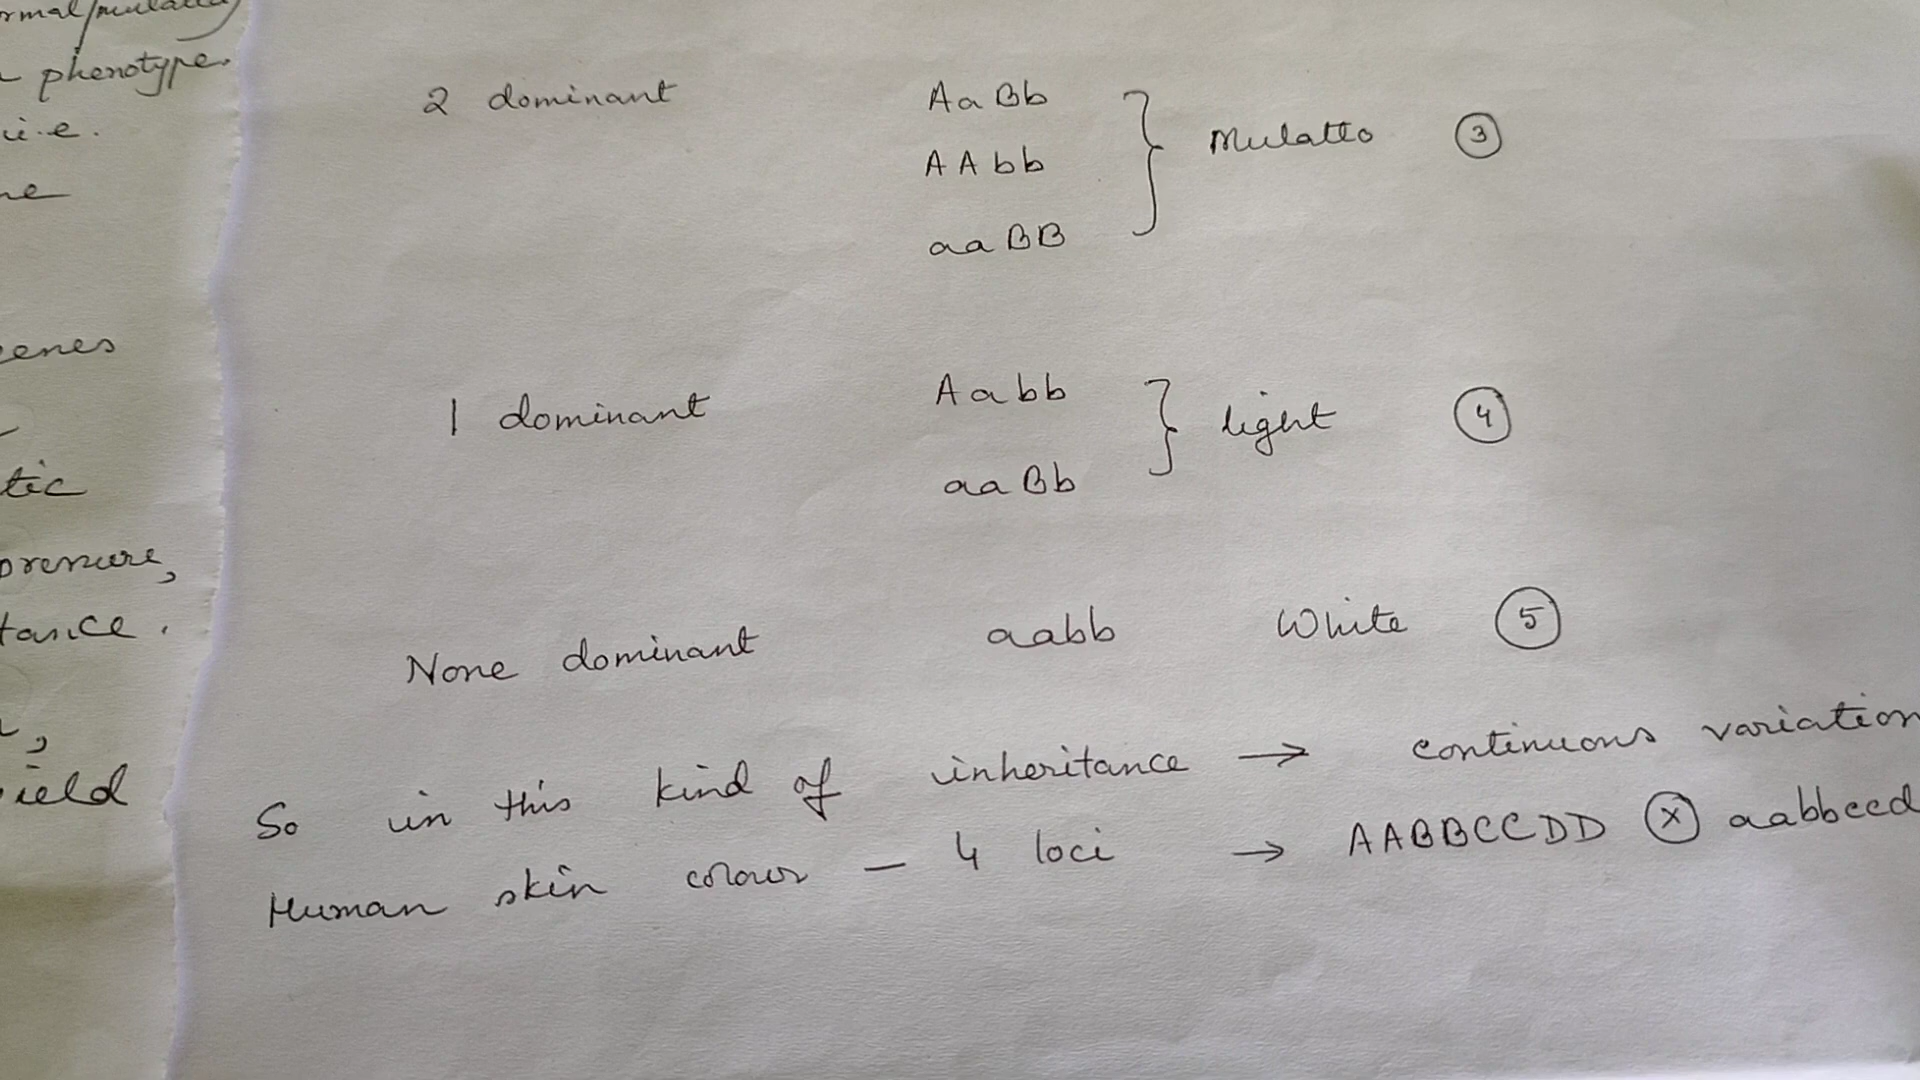 phenotype.
i.e.
tic
2 dominant AaBb
AAbb } Mulatto ③
aaBB
1 dominant Aabb } light ④
aaBb
None dominant aabb White ⑤
So in this kind of inheritance → continuous variation
Human skin colour – 4 loci → AABBCCDD ⓧ aabbccd